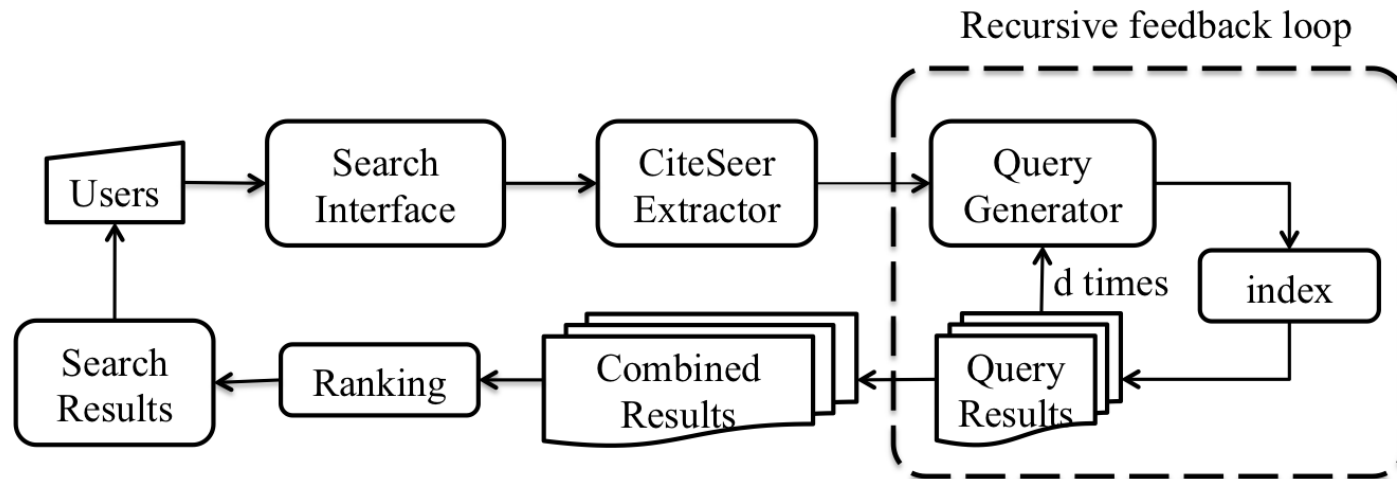 Recursive feedback loop
Users
Search
Interface
CiteSeer
Extractor
Query
Generator
d times
index
Search
Results
Ranking
Combined
Results
Query
Results